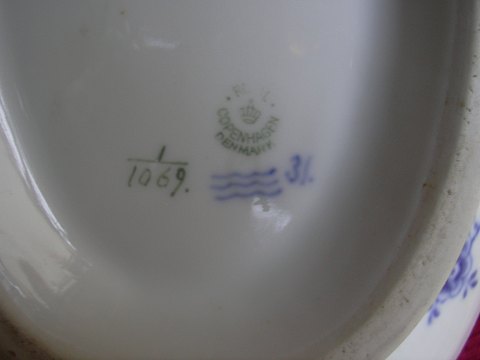 COPENHAGEN
DENMARK
1
1069.
31.